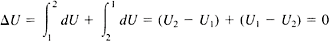 ΔU = ∫₁² dU + ∫₂¹ dU = (U₂ − U₁) + (U₁ − U₂) = 0